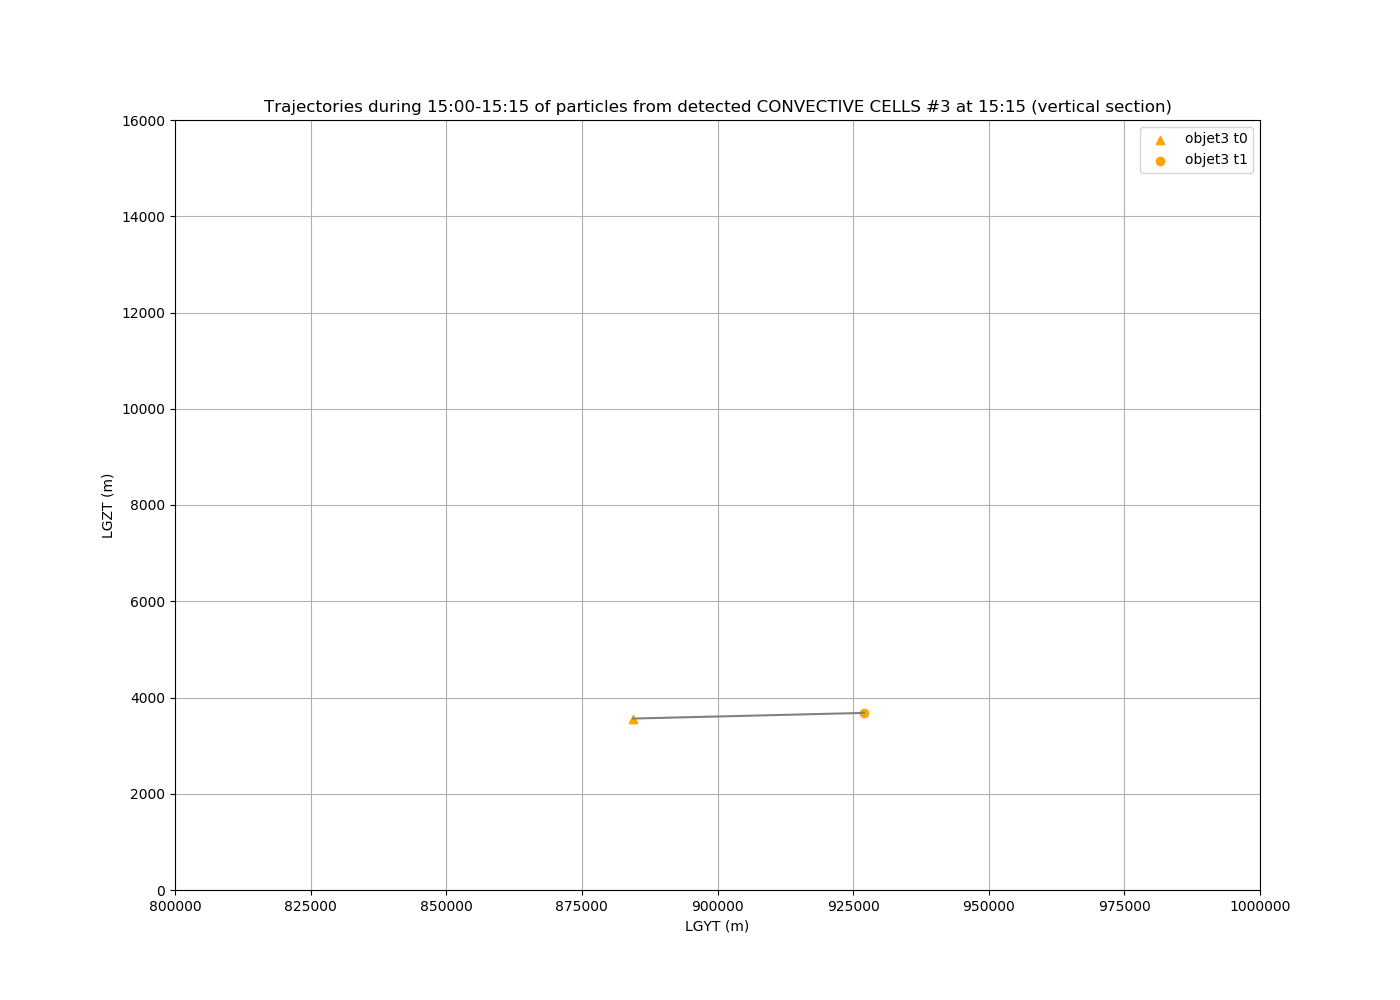 Trajectories during 15:00-15:15 of particles from detected CONVECTIVE CELLS #3 at 15:15 (vertical section)
objet3 t0
objet3 t1
16000
14000
12000
10000
8000
6000
4000
2000
0
LGZT (m)
800000 825000 850000 875000 900000 925000 950000 975000 1000000
LGYT (m)